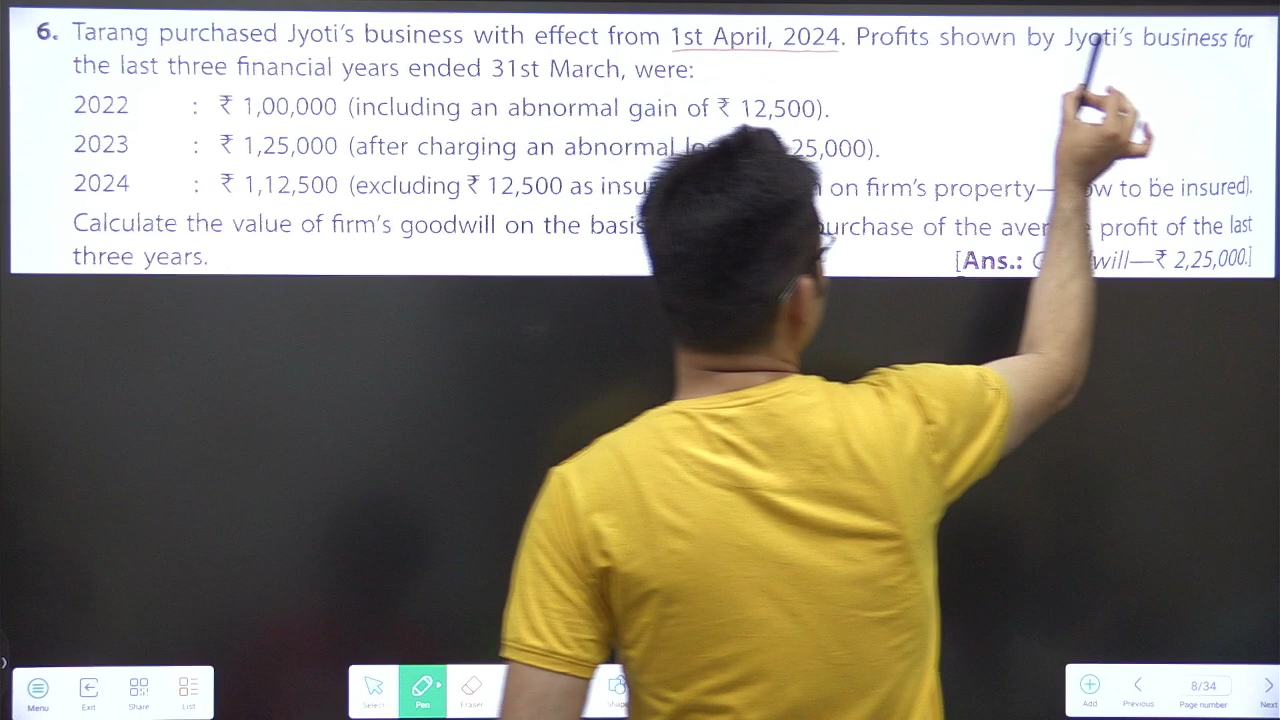 6. Tarang purchased Jyoti's business with effect from 1st April, 2024. Profits shown by Jyoti's business for
the last three financial years ended 31st March, were:
2022 : ₹ 1,00,000 (including an abnormal gain of ₹ 12,500).
2023 : ₹ 1,25,000 (after charging an abnormal 25,000).
2024 : ₹ 1,12,500 (excluding ₹ 12,500 as on firm's property— to be insured).
Calculate the value of firm's goodwill on the basis of the profit of the last
three years. [Ans.: ₹ 2,25,000.]
Menu
Exit
Share
List
Select
Pen
Eraser
Add
Previous
8/34
Page number
Next